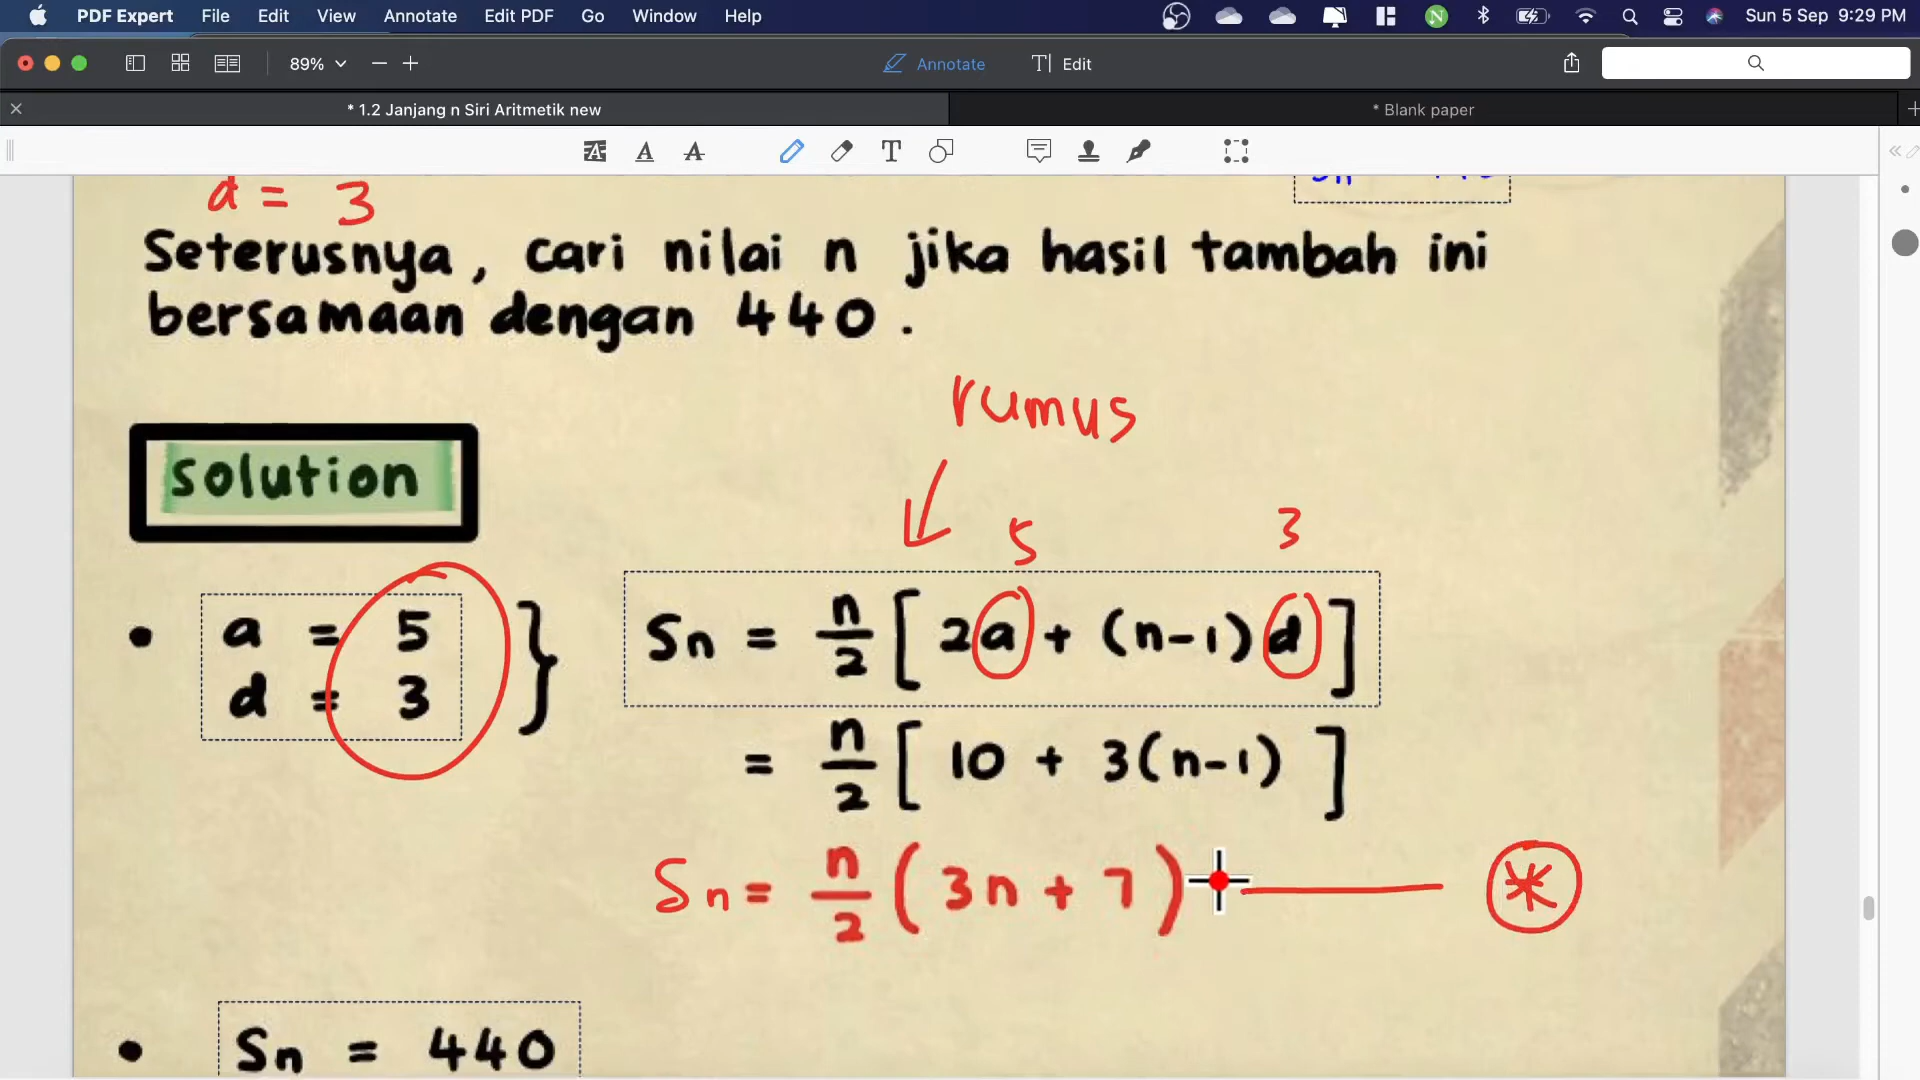 PDF Expert File Edit View Annotate Edit PDF Go Window Help N Sun 5 Sep 9:29 PM
89% Annotate T Edit
* 1.2 Janjang n Siri Aritmetik new * Blank paper
A A A T
d = 3
Seterusnya, cari nilai n jika hasil tambah ini
bersamaan dengan 440.
rumus
solution
5 3
• a = 5
d = 3 }
Sn = n/2 [ 2a + (n-1) d ]
= n/2 [ 10 + 3(n-1) ]
Sn = n/2 ( 3n + 7 ) *
• Sn = 440